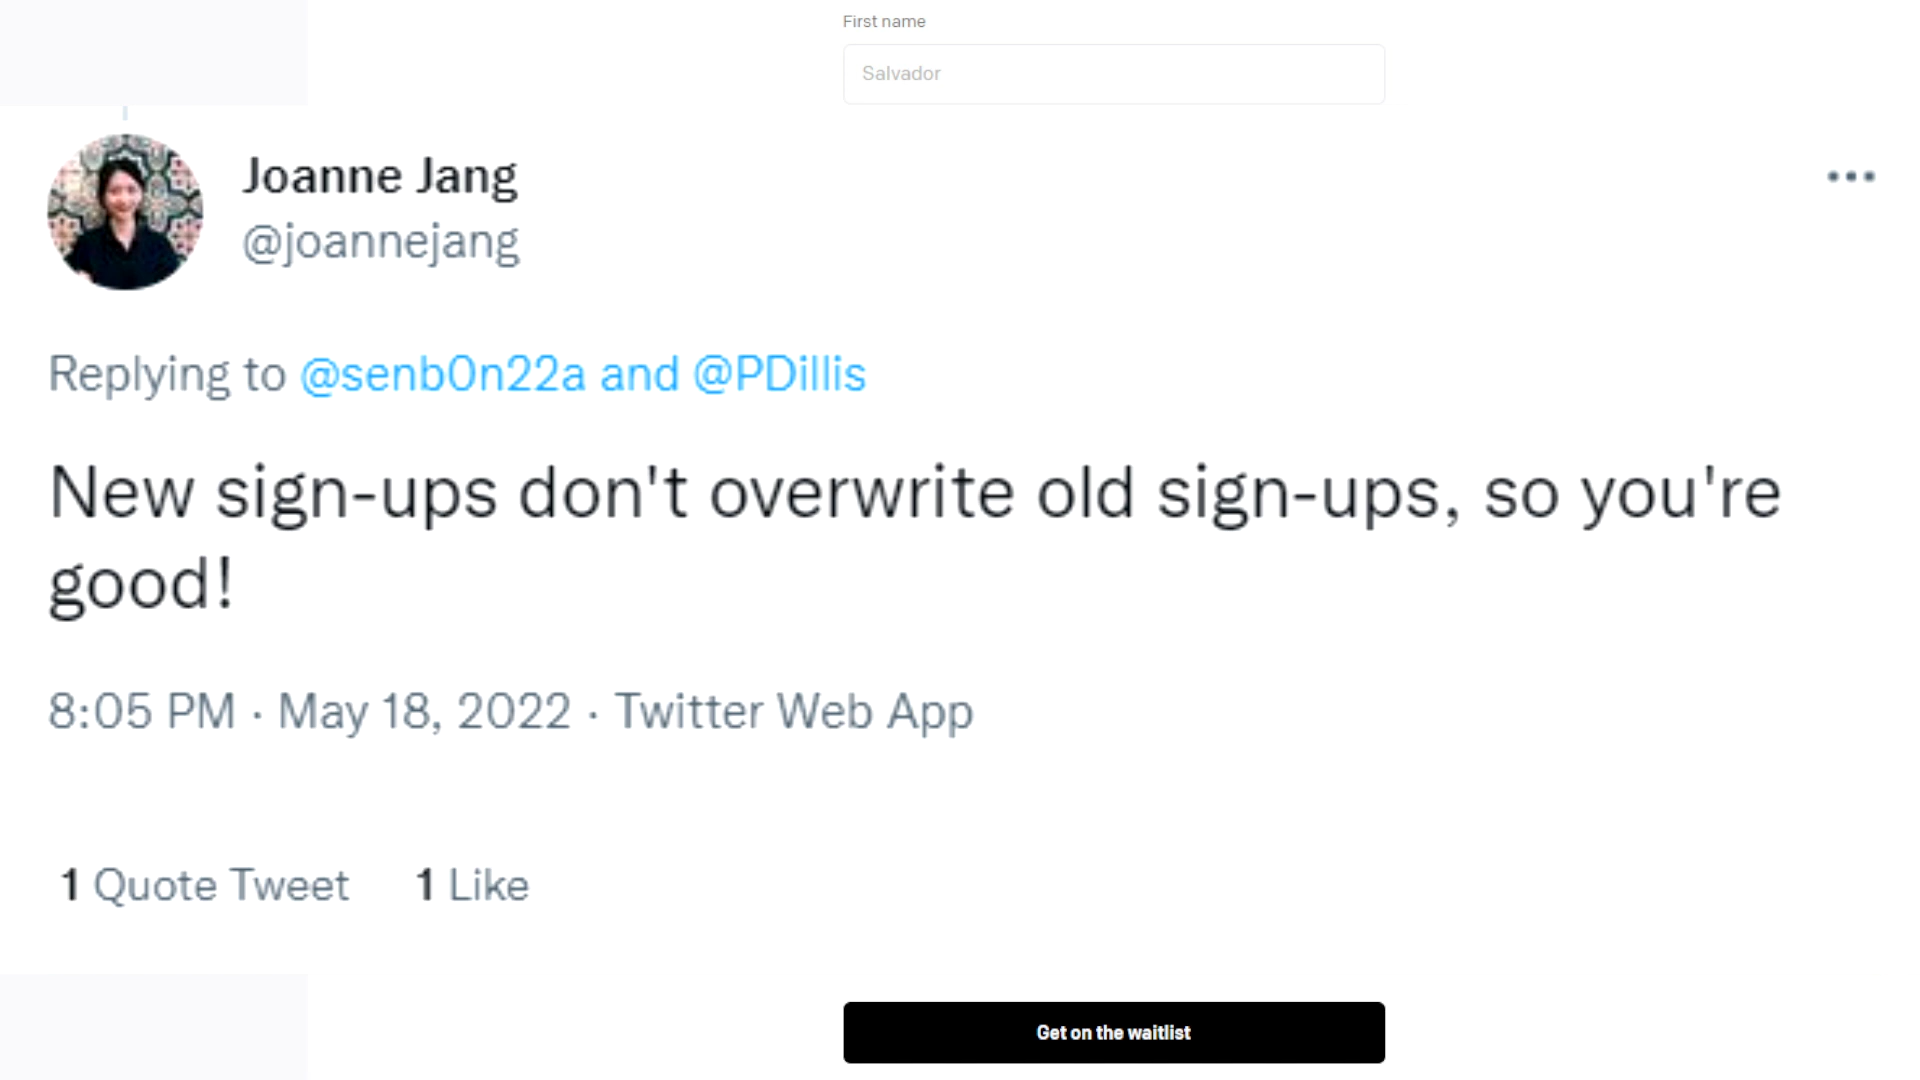 First name
Salvador
Joanne Jang
@joannejang
Replying to @senb0n22a and @PDillis
New sign-ups don't overwrite old sign-ups, so you're
good!
8:05 PM · May 18, 2022 · Twitter Web App
1 Quote Tweet 1 Like
Get on the waitlist